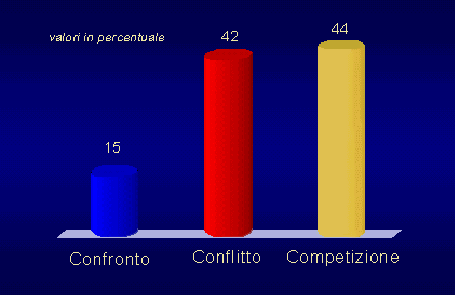 valori in percentuale
44
42
15
Confronto
Conflitto
Competizione